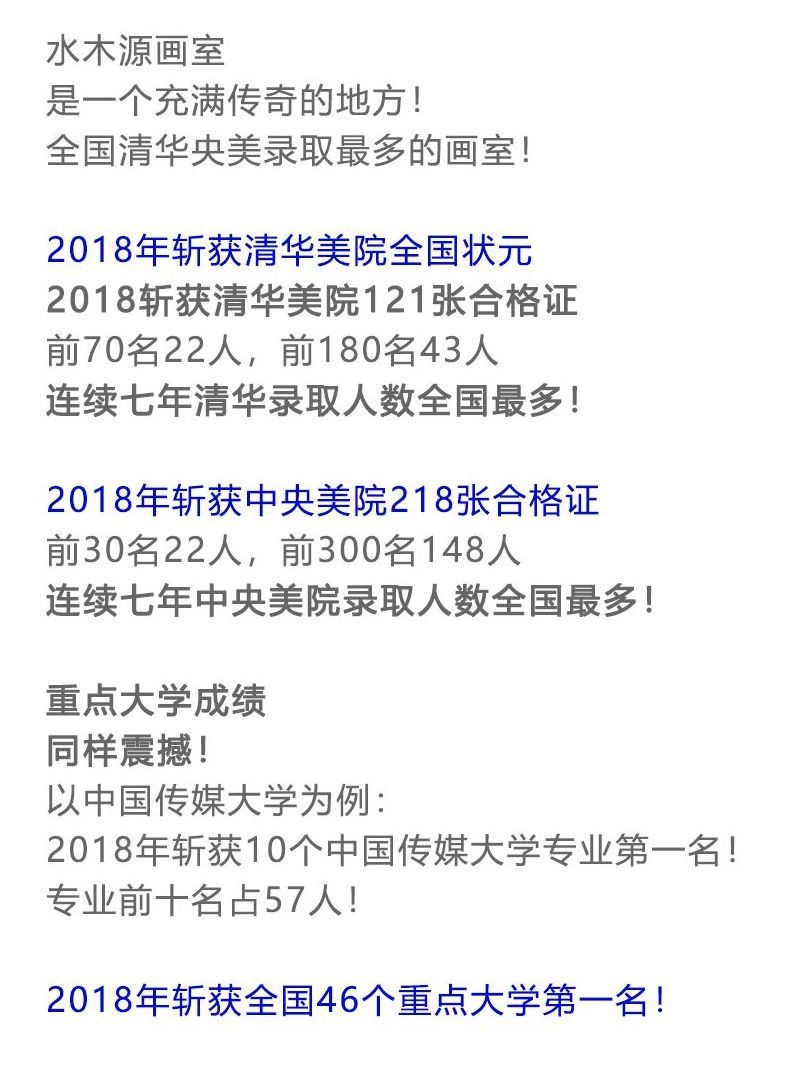 水木源画室
是一个充满传奇的地方！
全国清华央美录取最多的画室！
2018年斩获清华美院全国状元
2018斩获清华美院121张合格证
前70名22人，前180名43人
连续七年清华录取人数全国最多！
2018年斩获中央美院218张合格证
前30名22人，前300名148人
连续七年中央美院录取人数全国最多！
重点大学成绩
同样震撼！
以中国传媒大学为例：
2018年斩获10个中国传媒大学专业第一名！
专业前十名占57人！
2018年斩获全国46个重点大学第一名！